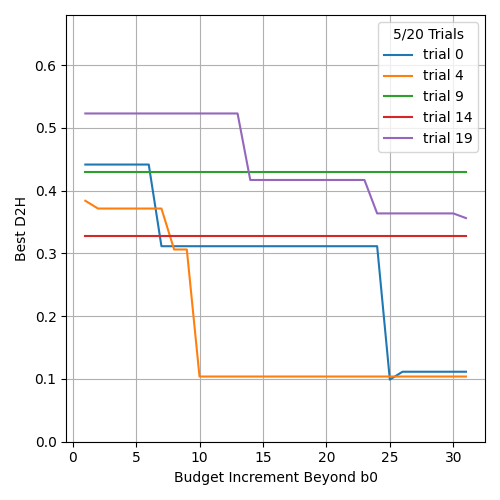 5/20 Trials
trial 0
trial 4
trial 9
trial 14
trial 19
Best D2H
0.6
0.5
0.4
0.3
0.2
0.1
0.0
0 5 10 15 20 25 30
Budget Increment Beyond b0